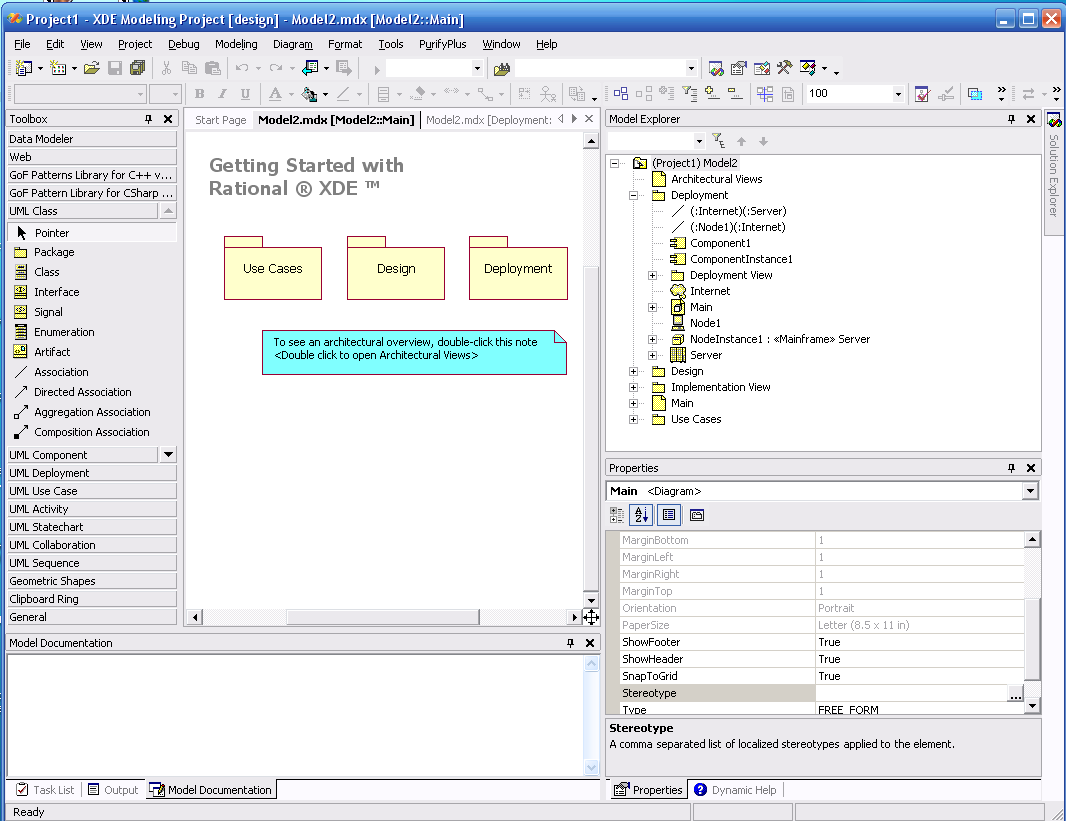 Project1 - XDE Modeling Project [design] - Model2.mdx [Model2::Main]
File Edit View Project Debug Modeling Diagram Format Tools PurifyPlus Window Help
B I U A 100
Toolbox
Data Modeler
Web
GoF Patterns Library for C++ v...
GoF Pattern Library for CSharp ...
UML Class
Pointer
Package
Class
Interface
Signal
Enumeration
Artifact
Association
Directed Association
Aggregation Association
Composition Association
UML Component
UML Deployment
UML Use Case
UML Activity
UML Statechart
UML Collaboration
UML Sequence
Geometric Shapes
Clipboard Ring
General
Start Page Model2.mdx [Model2::Main] Model2.mdx [Deployment:
Getting Started with
Rational ® XDE ™
Use Cases Design Deployment
To see an architectural overview, double-click this note
<Double click to open Architectural Views>
Model Explorer
(Project1) Model2
Architectural Views
Deployment
(:Internet)(:Server)
(:Node1)(:Internet)
Component1
ComponentInstance1
Deployment View
Internet
Main
Node1
NodeInstance1 : «Mainframe» Server
Server
Design
Implementation View
Main
Use Cases
Solution Explorer
Properties
Main <Diagram>
MarginBottom 1
MarginLeft 1
MarginRight 1
MarginTop 1
Orientation Portrait
PaperSize Letter (8.5 x 11 in)
ShowFooter True
ShowHeader True
SnapToGrid True
Stereotype ...
Type FREE_FORM
Stereotype
A comma separated list of localized stereotypes applied to the element.
Properties Dynamic Help
Model Documentation
Task List Output Model Documentation
Ready